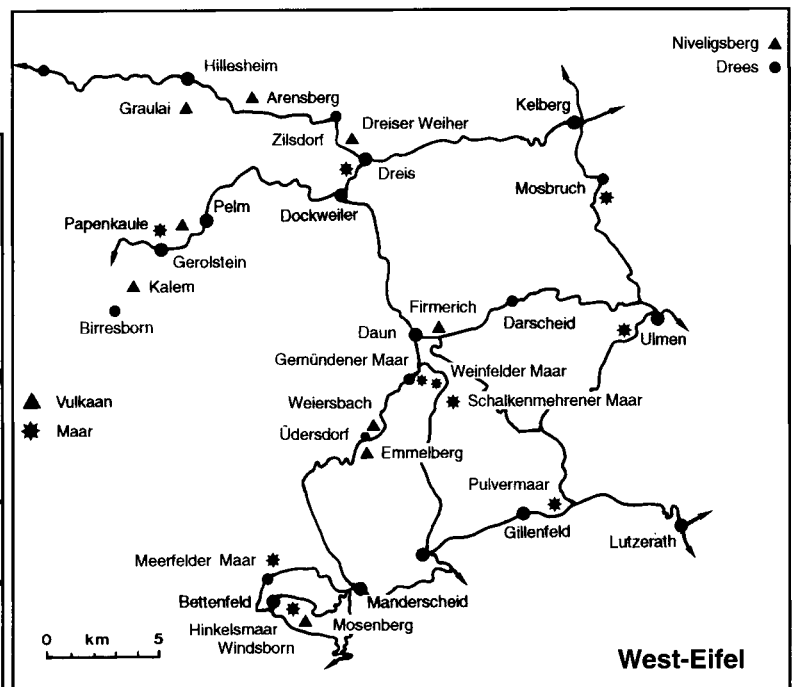 Niveligsberg
Drees
Hillesheim
Arensberg
Graulai
Zilsdorf
Dreiser Weiher
Kelberg
Dreis
Mosbruch
Dockweiler
Pelm
Papenkaule
Gerolstein
Kalem
Birresborn
Firmerich
Daun
Darscheid
Ulmen
Gemündener Maar
Weinfelder Maar
Vulkaan
Weiersbach
Schalkenmehrener Maar
Maar
Üdersdorf
Emmelberg
Pulvermaar
Gillenfeld
Lutzerath
Meerfelder Maar
Bettenfeld
Manderscheid
Hinkelsmaar
Mosenberg
Windsborn
0 km 5
West-Eifel